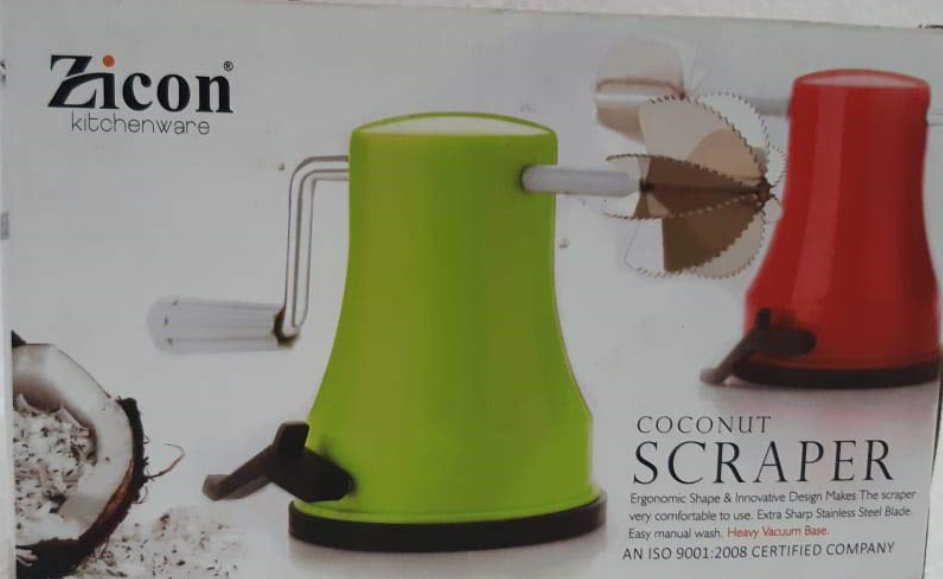 Zicon®
kitchenware
COCONUT
SCRAPER
Ergonomic Shape & Innovative Design Makes The scraper
very comfortable to use. Extra Sharp Stainless Steel Blade.
Easy manual wash. Heavy Vacuum Base.
AN ISO 9001:2008 CERTIFIED COMPANY